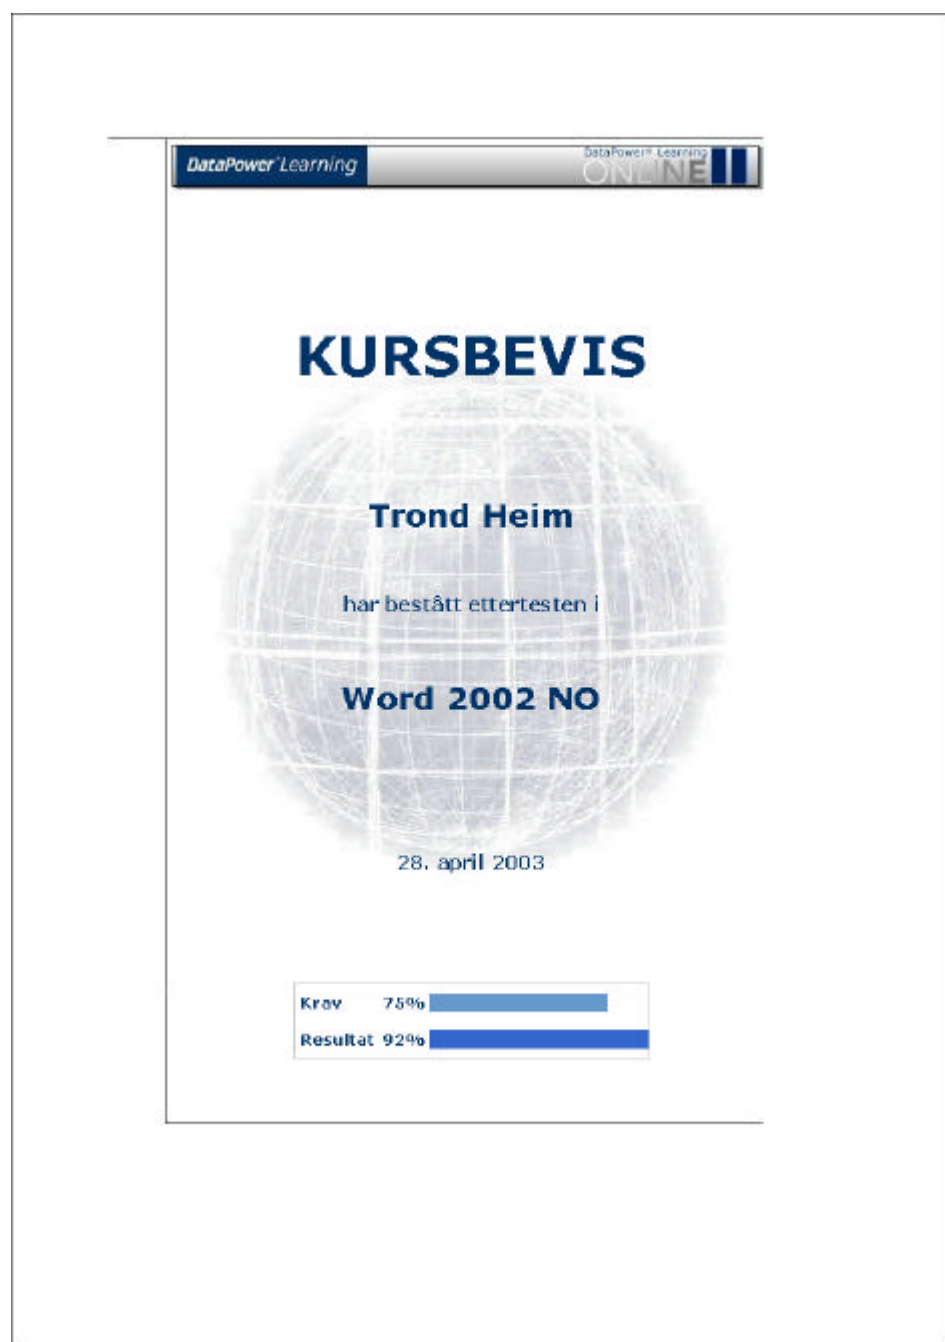 DataPower Learning
DataPower™ Learning
ONLINE
KURSBEVIS
Trond Heim
har bestått ettertesten i
Word 2002 NO
28. april 2003
Krav 75%
Resultat 92%